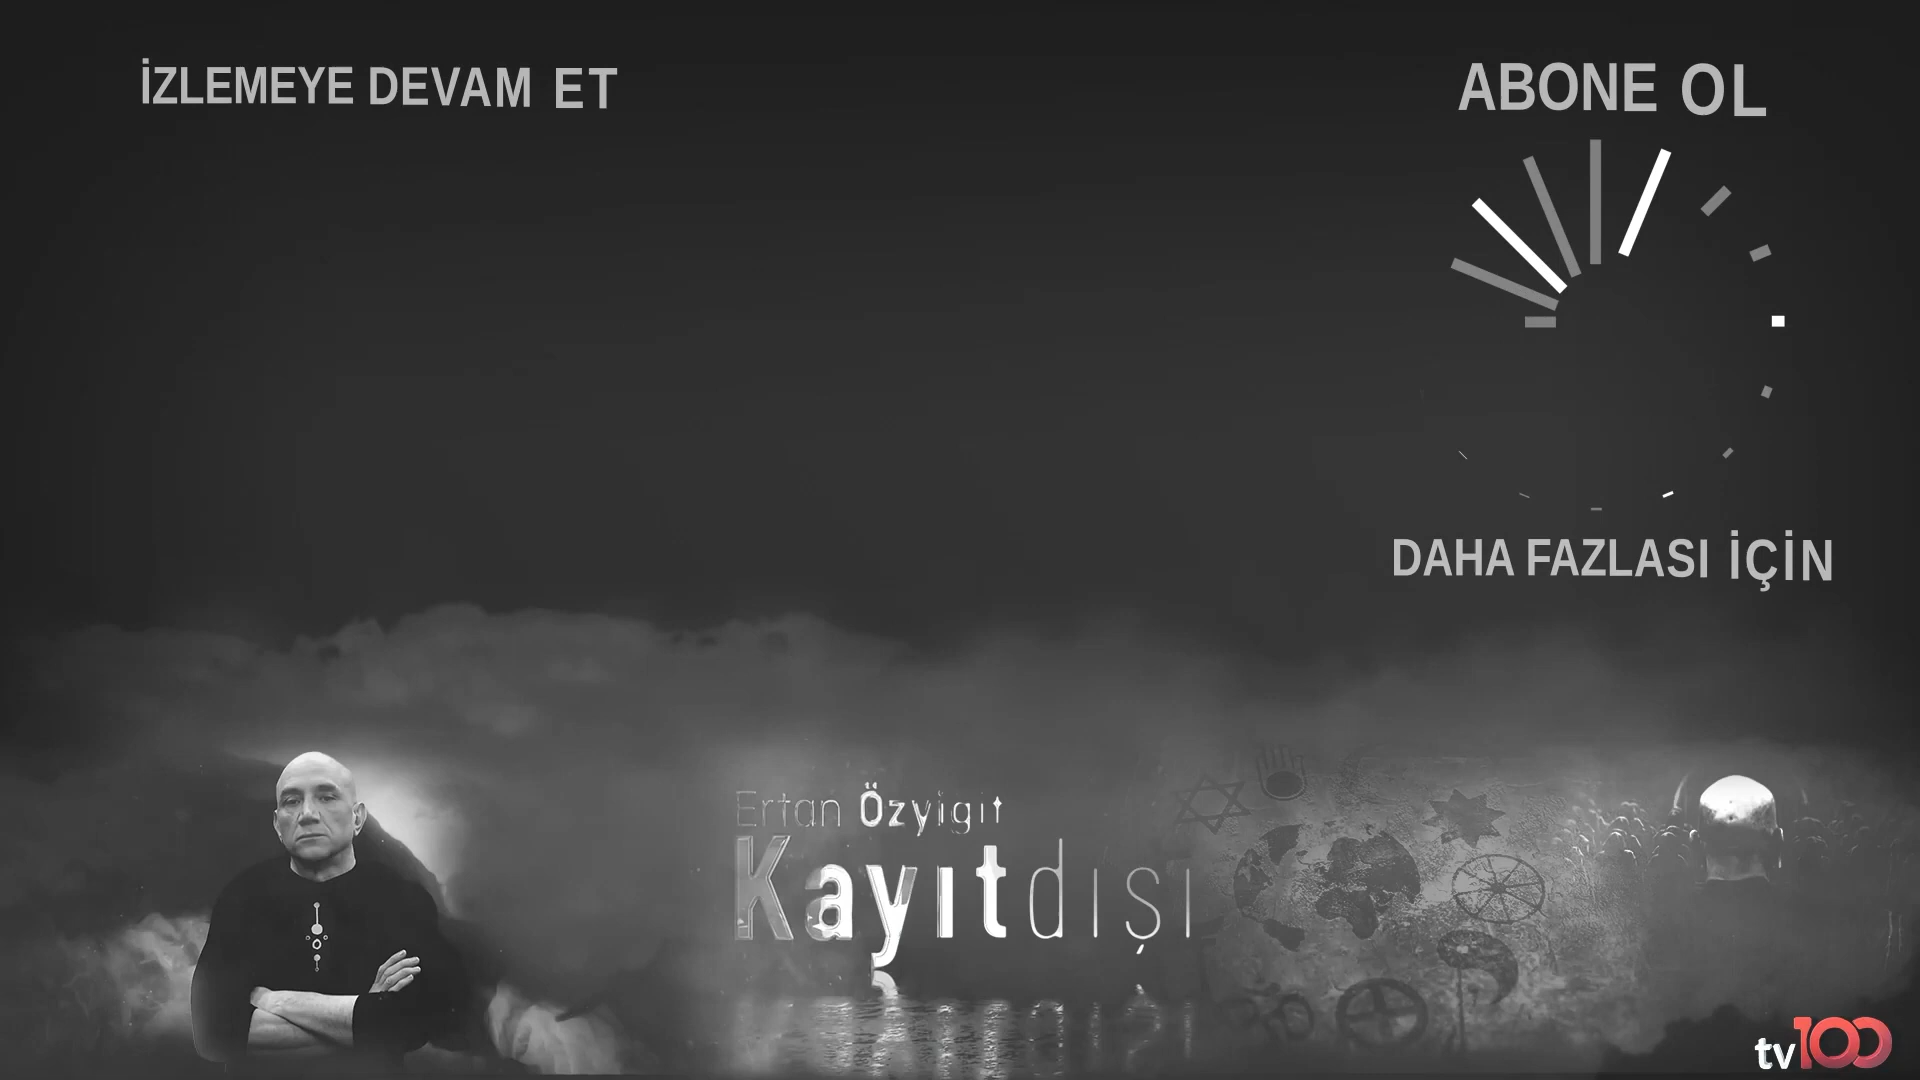 İZLEMEYE DEVAM ET
ABONE OL
DAHA FAZLASI İÇİN
Ertan Özyigit
Kayıtdışı
tv100